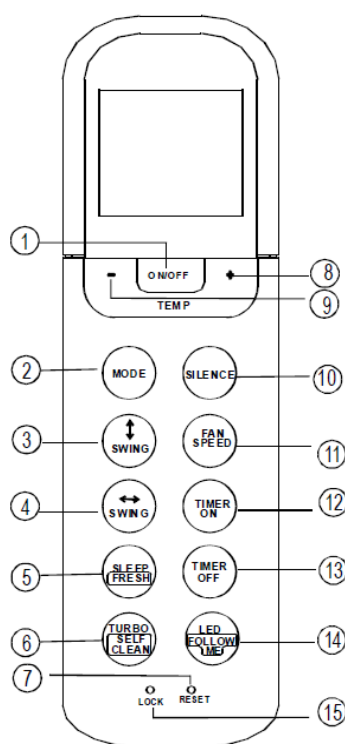 1
ON/OFF
-
+
8
9
TEMP
2
MODE
SILENCE
10
3
SWING
FAN
SPEED
11
4
SWING
TIMER
ON
12
5
SLEEP
FRESH
TIMER
OFF
13
6
TURBO
SELF
CLEAN
LED
FOLLOW
ME
14
7
LOCK
RESET
15